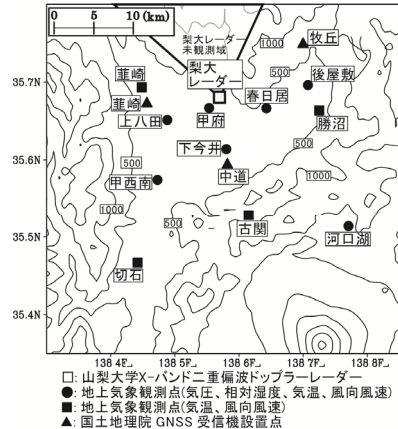 0 5 10(km)
梨大レーダー
未観測域
1000
牧丘
500
梨大
レーダー
後屋敷
韮崎
春日居
35.7N
韮崎
甲府
勝沼
上八田
下今井
500
35.6N
500
中道
1000
甲西南
1000
500
古関
河口湖
35.5N
切石
35.4N
138.4E
138.5E
138.6E
138.7E
138.8E
□: 山梨大学X-バンド二重偏波ドップラーレーダー
●: 地上気象観測点(気圧、相対湿度、気温、風向風速)
■: 地上気象観測点(気温、風向風速)
▲: 国土地理院 GNSS 受信機設置点